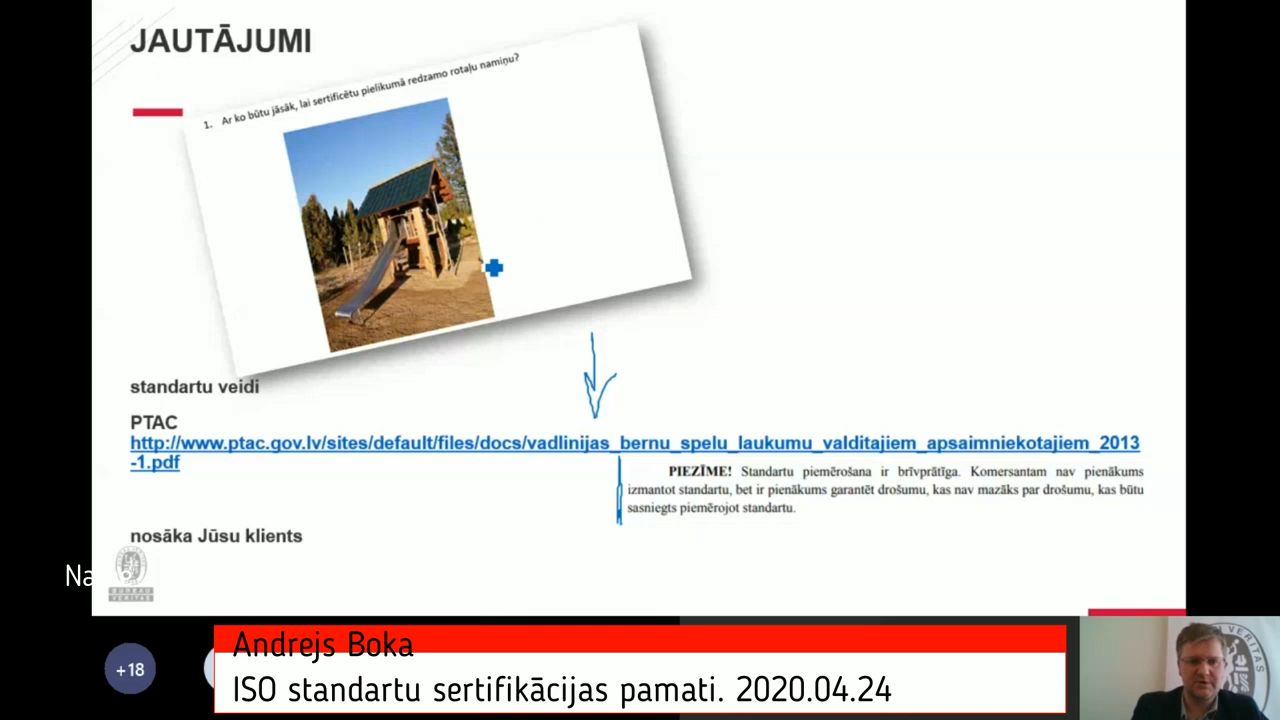 JAUTĀJUMI
1. Ar ko būtu jāsāk, lai sertificētu pielikumā redzamo rotaļu namiņu?
standartu veidi
PTAC
http://www.ptac.gov.lv/sites/default/files/docs/vadlinijas_bernu_spelu_laukumu_valditajiem_apsaimniekotajiem_2013
-1.pdf
PIEZĪME! Standartu piemērošana ir brīvprātīga. Komersantam nav pienākums
izmantot standartu, bet ir pienākums garantēt drošumu, kas nav mazāks par drošumu, kas būtu
sasniegts piemērojot standartu.
nosāka Jūsu klients
Na
BUREAU
VERITAS
+18
Andrejs Boka
ISO standartu sertifikācijas pamati. 2020.04.24